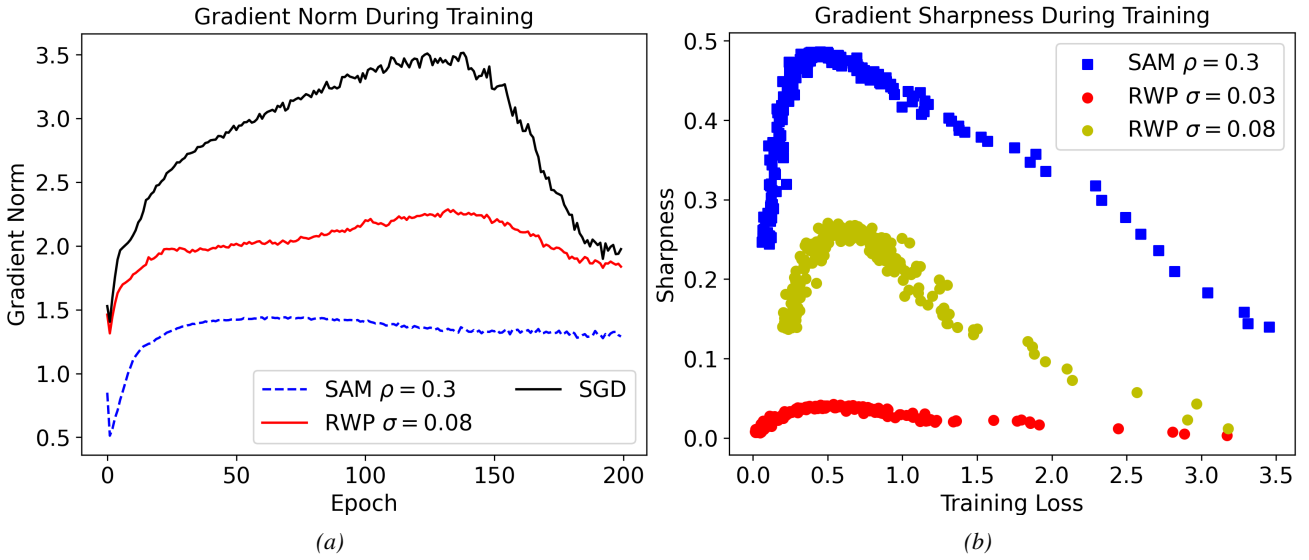 Gradient Norm During Training
Gradient Norm
3.5
3.0
2.5
2.0
1.5
1.0
0.5
SAM ρ = 0.3
RWP σ = 0.08
SGD
0
50
100
150
200
Epoch
(a)
Gradient Sharpness During Training
Sharpness
0.5
0.4
0.3
0.2
0.1
0.0
SAM ρ = 0.3
RWP σ = 0.03
RWP σ = 0.08
0.0
0.5
1.0
1.5
2.0
2.5
3.0
3.5
Training Loss
(b)